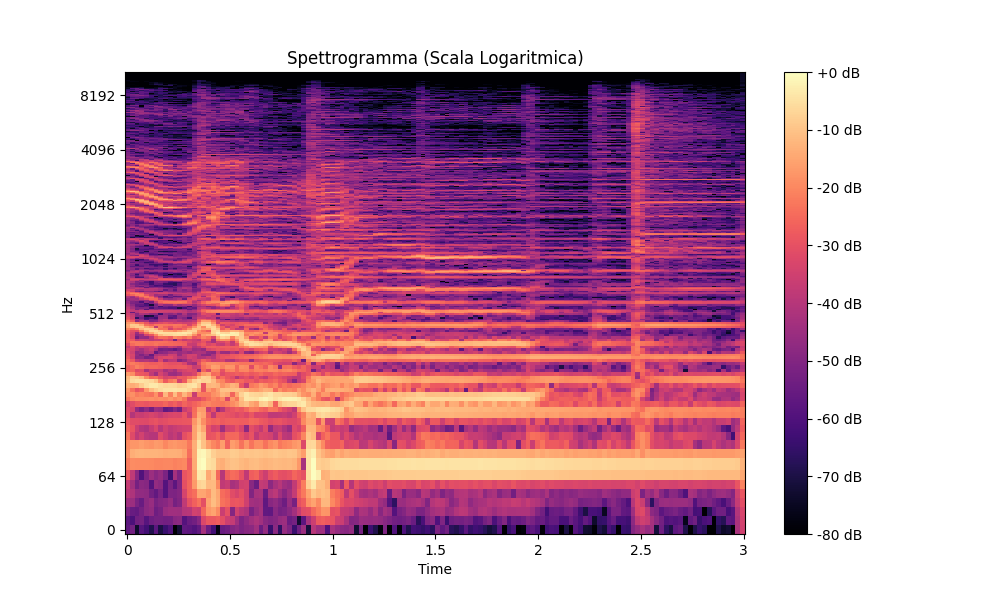 Spettrogramma (Scala Logaritmica)
8192
4096
2048
1024
512
256
128
64
0
Hz
0
0.5
1
1.5
2
2.5
3
Time
+0 dB
-10 dB
-20 dB
-30 dB
-40 dB
-50 dB
-60 dB
-70 dB
-80 dB